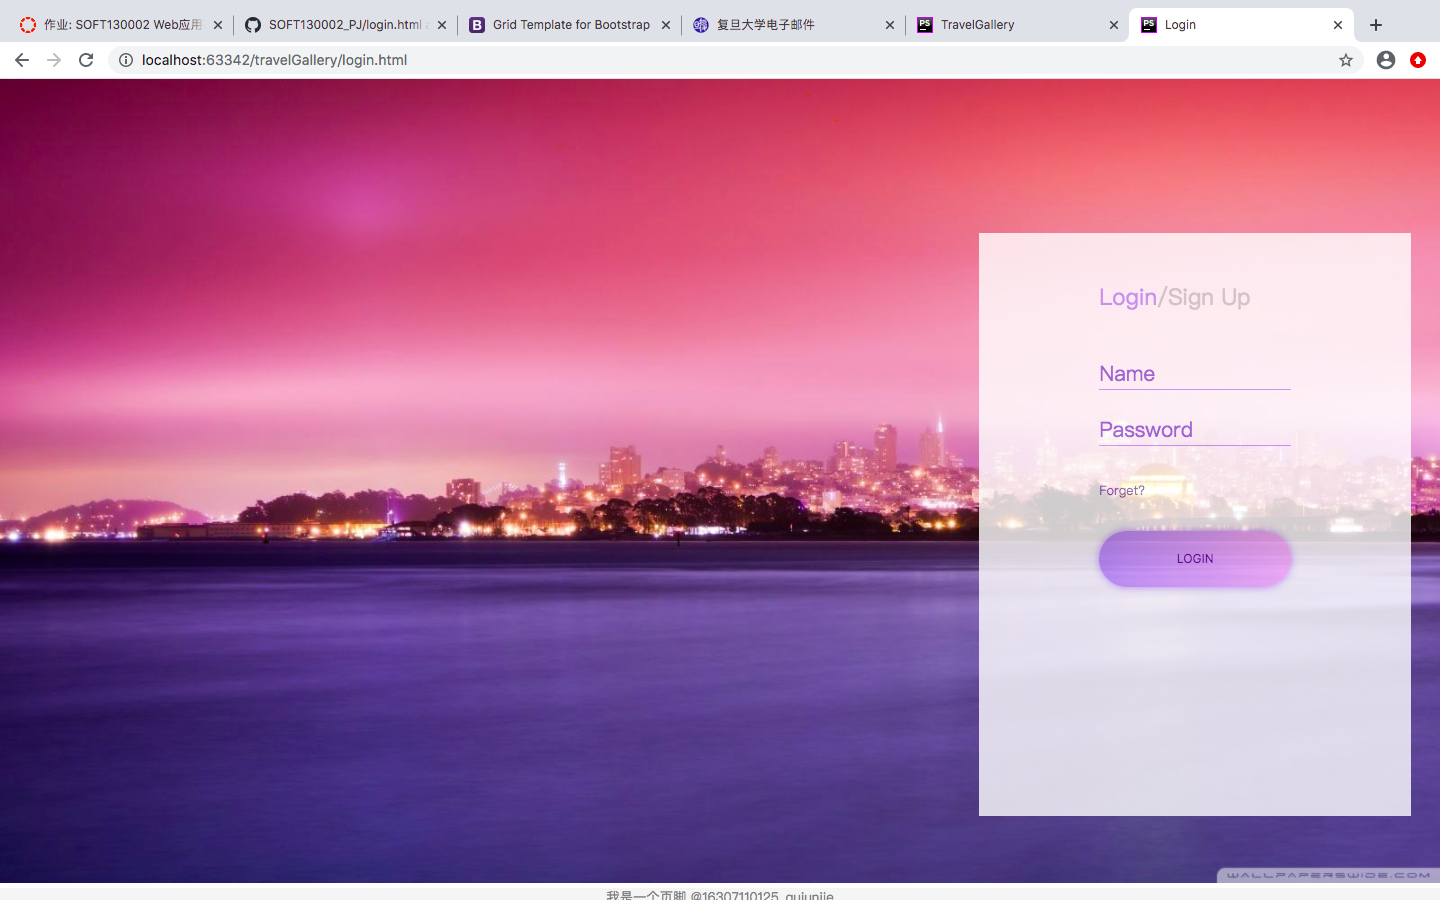 作业: SOFT130002 Web应用
SOFT130002_PJ/login.html
Grid Template for Bootstrap
复旦大学电子邮件
TravelGallery
Login
localhost:63342/travelGallery/login.html
Login/Sign Up
Name
Password
Forget?
LOGIN
WALLPAPERSWIDE.COM
我是一个页脚 @16307110125_gujunjie